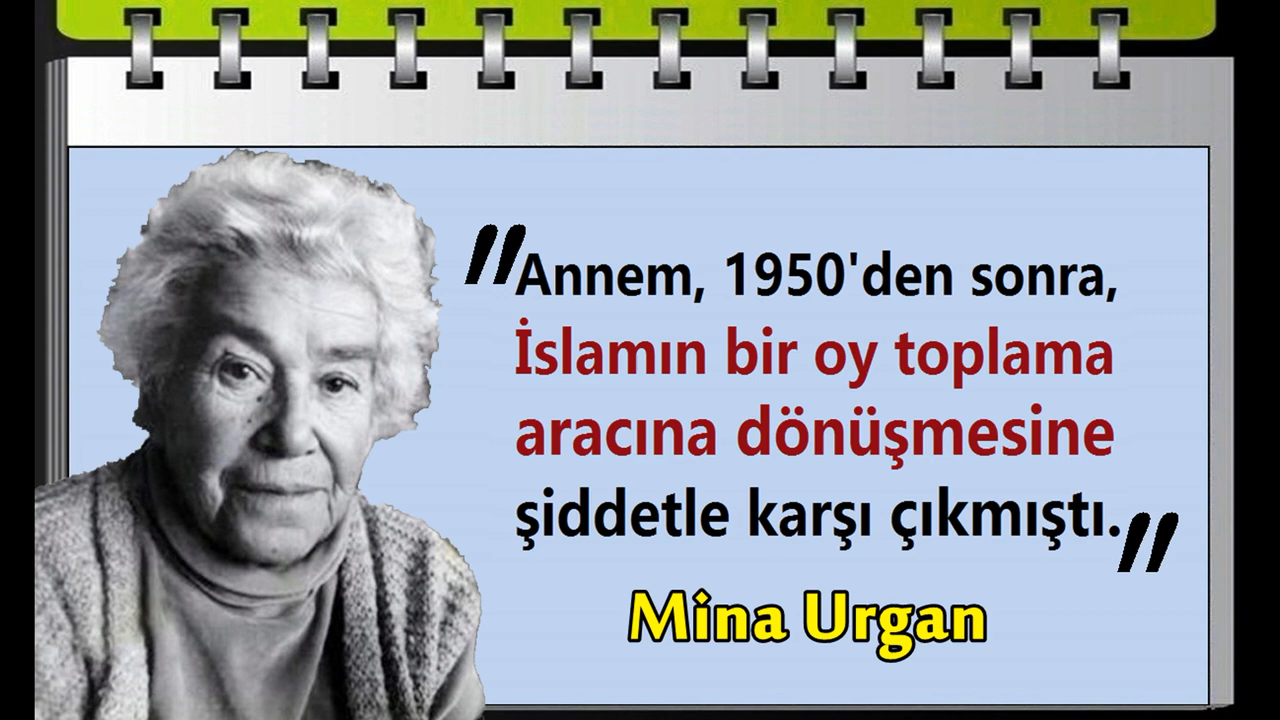 "Annem, 1950'den sonra,
İslamın bir oy toplama
aracına dönüşmesine
şiddetle karşı çıkmıştı."
Mina Urgan